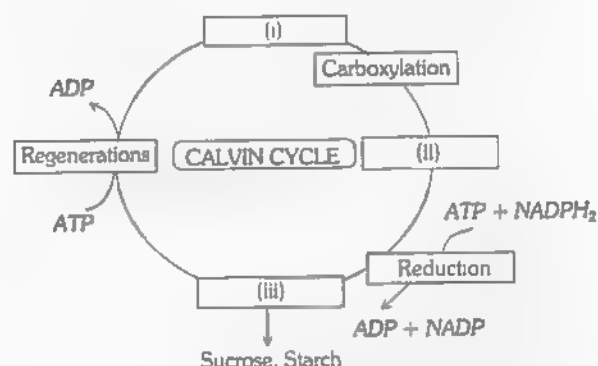 (i)
Carboxylation
ADP
Regenerations
CALVIN CYCLE
(ii)
ATP
ATP + NADPH₂
Reduction
(iii)
ADP + NADP
Sucrose, Starch